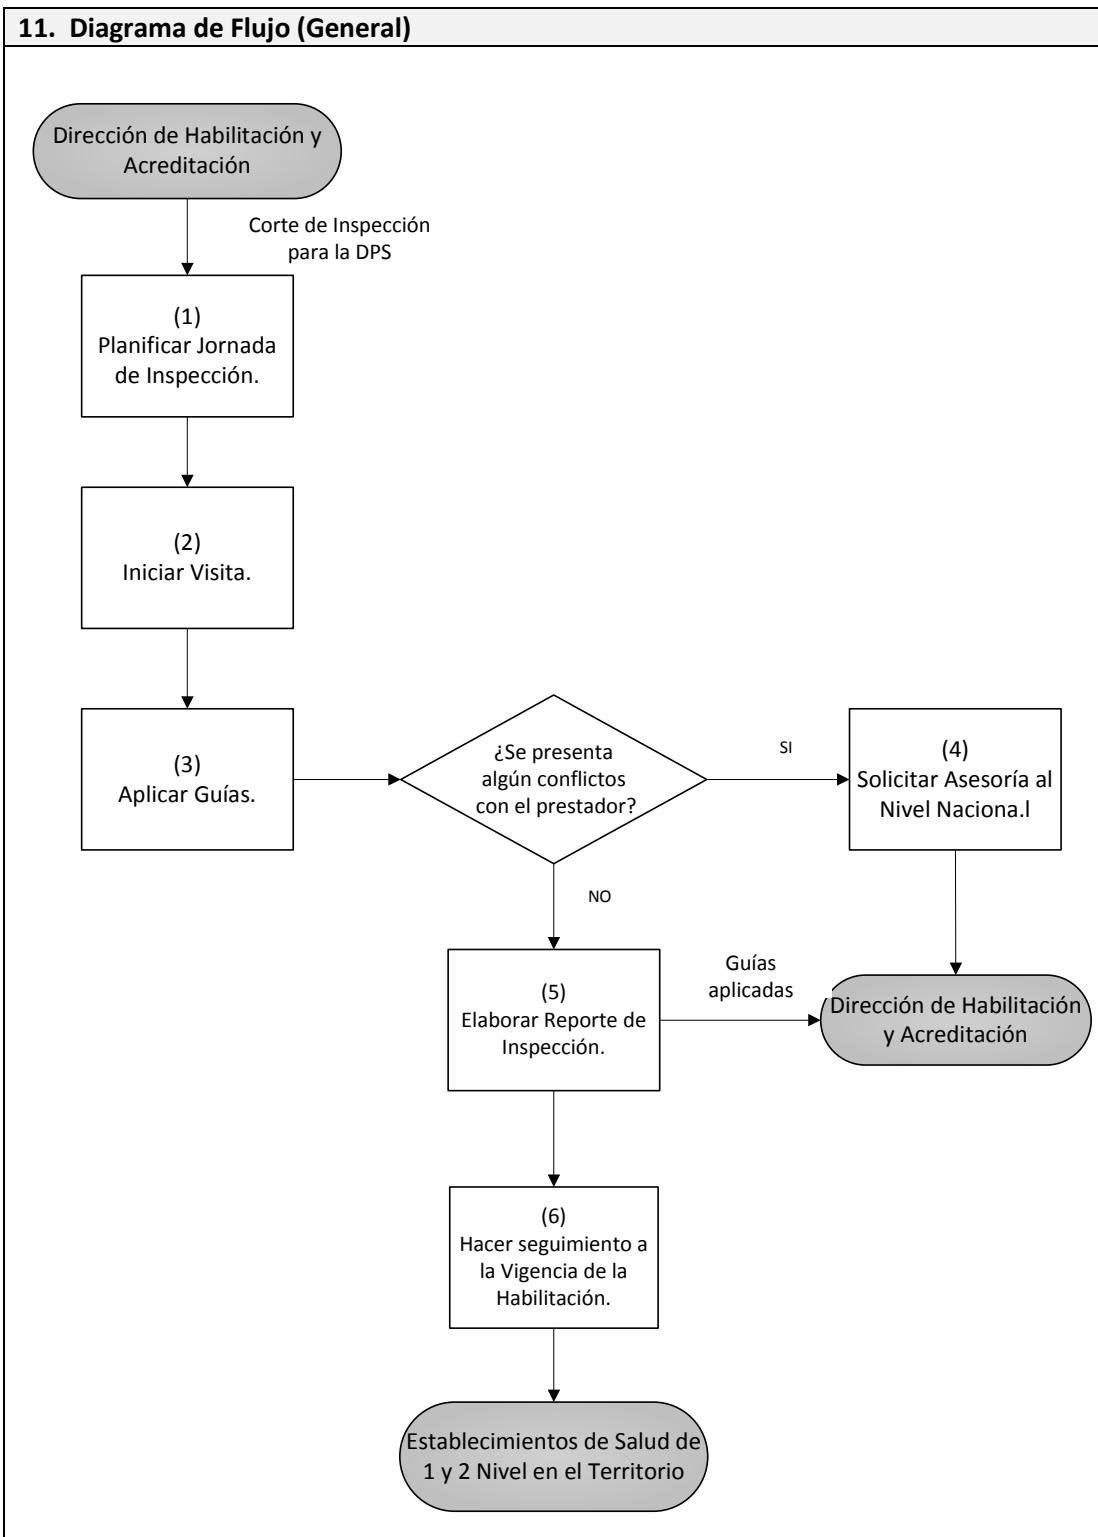 11. Diagrama de Flujo (General)
Dirección de Habilitación y
Acreditación
Corte de Inspección
para la DPS
(1)
Planificar Jornada
de Inspección.
(2)
Iniciar Visita.
(3)
Aplicar Guías.
¿Se presenta
algún conflictos
con el prestador?
SI
(4)
Solicitar Asesoría al
Nivel Naciona.l
NO
(5)
Elaborar Reporte de
Inspección.
Guías
aplicadas
Dirección de Habilitación
y Acreditación
(6)
Hacer seguimiento a
la Vigencia de la
Habilitación.
Establecimientos de Salud de
1 y 2 Nivel en el Territorio